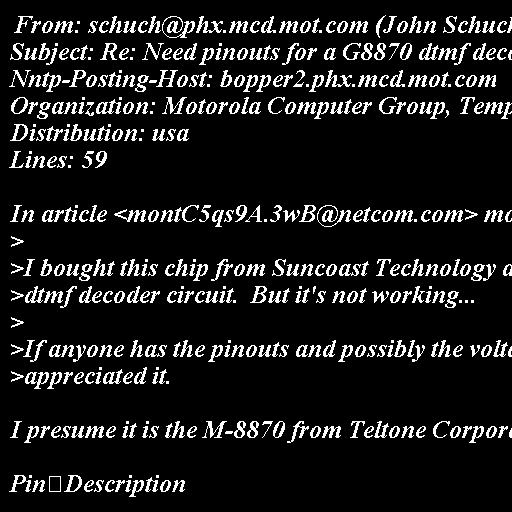 From: schuch@phx.mcd.mot.com (John Schuch
Subject: Re: Need pinouts for a G8870 dtmf deco
Nntp-Posting-Host: bopper2.phx.mcd.mot.com
Organization: Motorola Computer Group, Temp
Distribution: usa
Lines: 59

In article <montC5qs9A.3wB@netcom.com> mo
>
>I bought this chip from Suncoast Technology a
>dtmf decoder circuit.  But it's not working...
>
>If anyone has the pinouts and possibly the volta
>appreciated it.

I presume it is the M-8870 from Teltone Corpora

Pin□Description